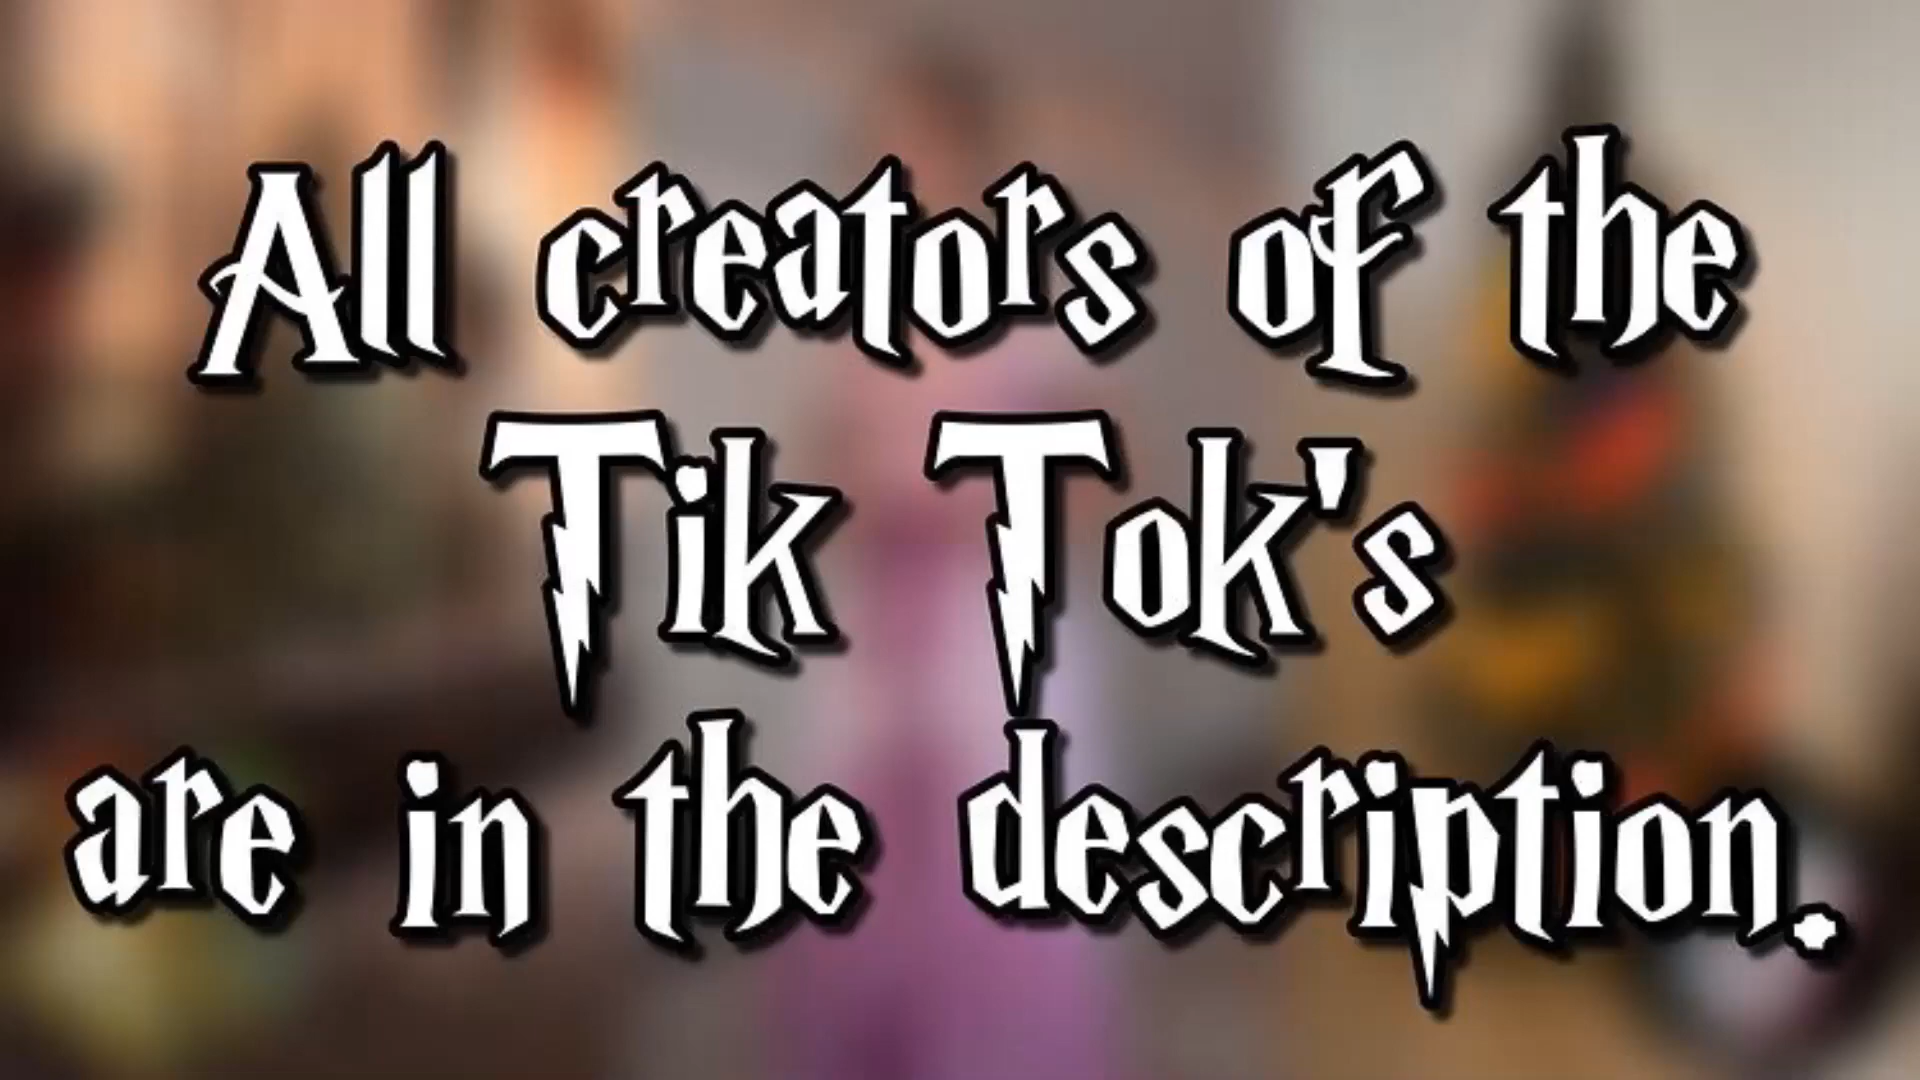 All creators of the
Tik Tok's
are in the description.